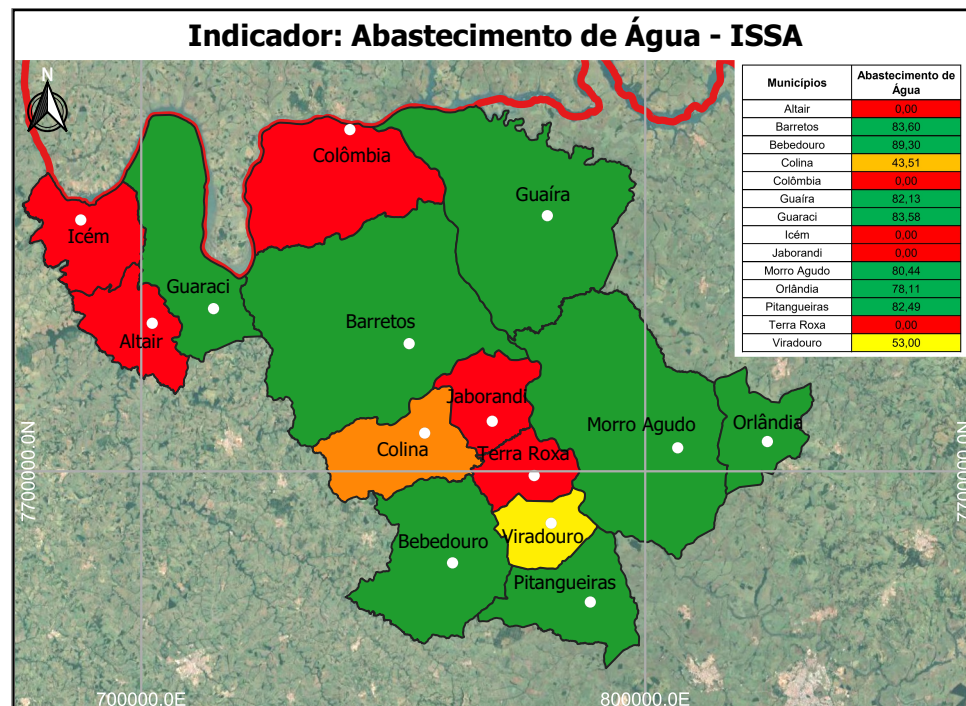 Indicador: Abastecimento de Água - ISSA
N
Municípios Abastecimento de Água
Altair 0,00
Barretos 83,60
Bebedouro 89,30
Colina 43,51
Colômbia 0,00
Guaíra 82,13
Guaraci 83,58
Icém 0,00
Jaborandi 0,00
Morro Agudo 80,44
Orlândia 78,11
Pitangueiras 82,49
Terra Roxa 0,00
Viradouro 53,00
Colômbia
Guaíra
Icém
Guaraci
Altair
Barretos
Jaborandi
Morro Agudo
Orlândia
Colina
Terra Roxa
Viradouro
Bebedouro
Pitangueiras
7700000.0N
7700000.0N
700000.0E
800000.0E